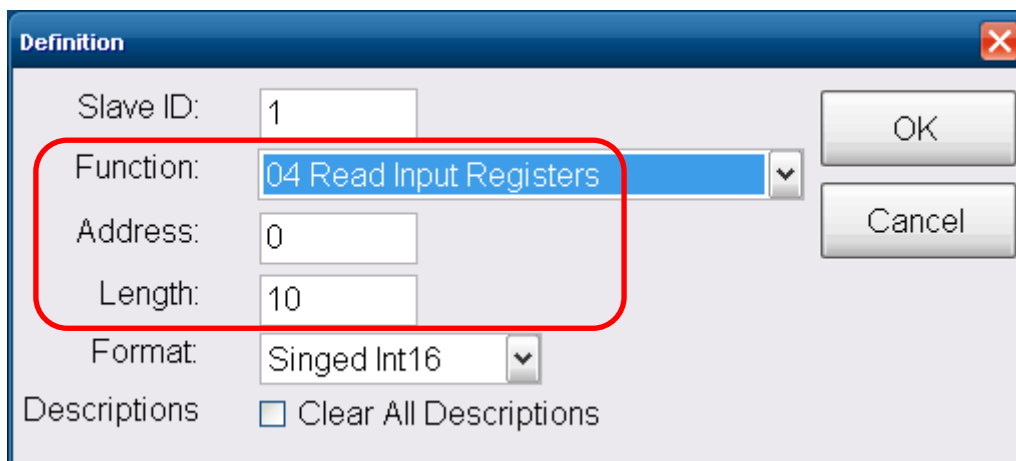 Definition
Slave ID: 1
OK
Function: 04 Read Input Registers
Address: 0
Cancel
Length: 10
Format: Singed Int16
Descriptions Clear All Descriptions